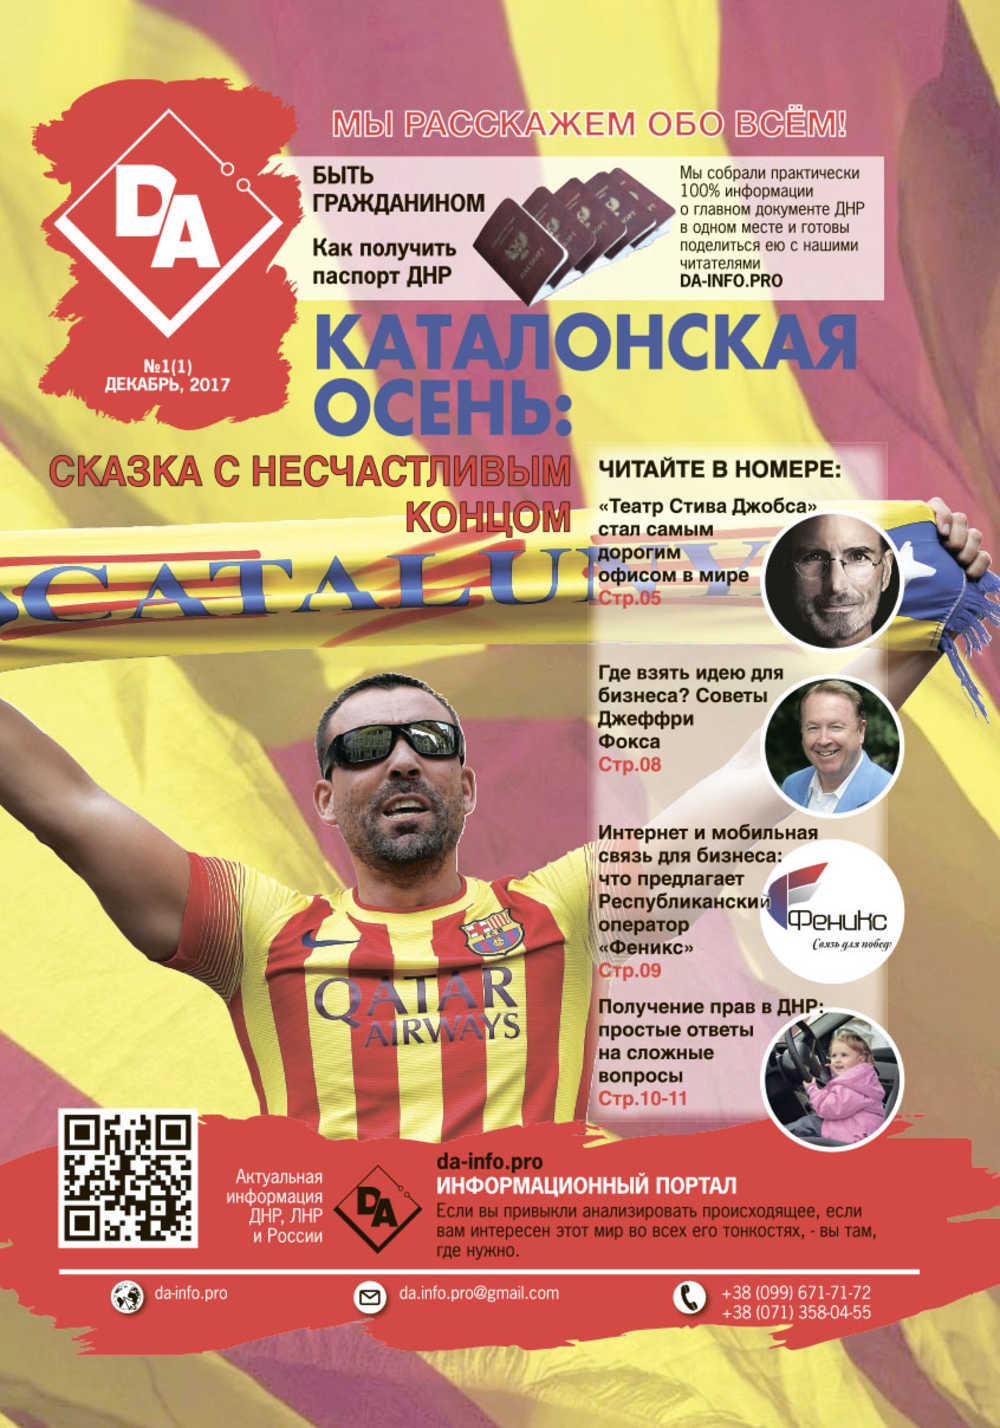 МЫ РАССКАЖЕМ ОБО ВСЁМ!
DA
№1(1)
ДЕКАБРЬ, 2017
БЫТЬ
ГРАЖДАНИНОМ
Как получить
паспорт ДНР
Мы собрали практически
100% информации
о главном документе ДНР
в одном месте и готовы
поделиться ею с нашими
читателями
DA-INFO.PRO
КАТАЛОНСКАЯ
ОСЕНЬ:
СКАЗКА С НЕСЧАСТЛИВЫМ
КОНЦОМ
CATALUNY
QATAR
AIRWAYS
ЧИТАЙТЕ В НОМЕРЕ:
«Театр Стива Джобса»
стал самым
дорогим
офисом в мире
Стр.05
Где взять идею для
бизнеса? Советы
Джеффри
Фокса
Стр.08
Интернет и мобильная
связь для бизнеса:
что предлагает
Республиканский
оператор
«Феникс»
Стр.09
Феникс
Связь для побед
Получение прав в ДНР:
простые ответы
на сложные
вопросы
Стр.10-11
Актуальная
информация
ДНР, ЛНР
и России
DA
da-info.pro
ИНФОРМАЦИОННЫЙ ПОРТАЛ
Если вы привыкли анализировать происходящее, если
вам интересен этот мир во всех его тонкостях, - вы там,
где нужно.
da-info.pro
da.info.pro@gmail.com
+38 (099) 671-71-72
+38 (071) 358-04-55